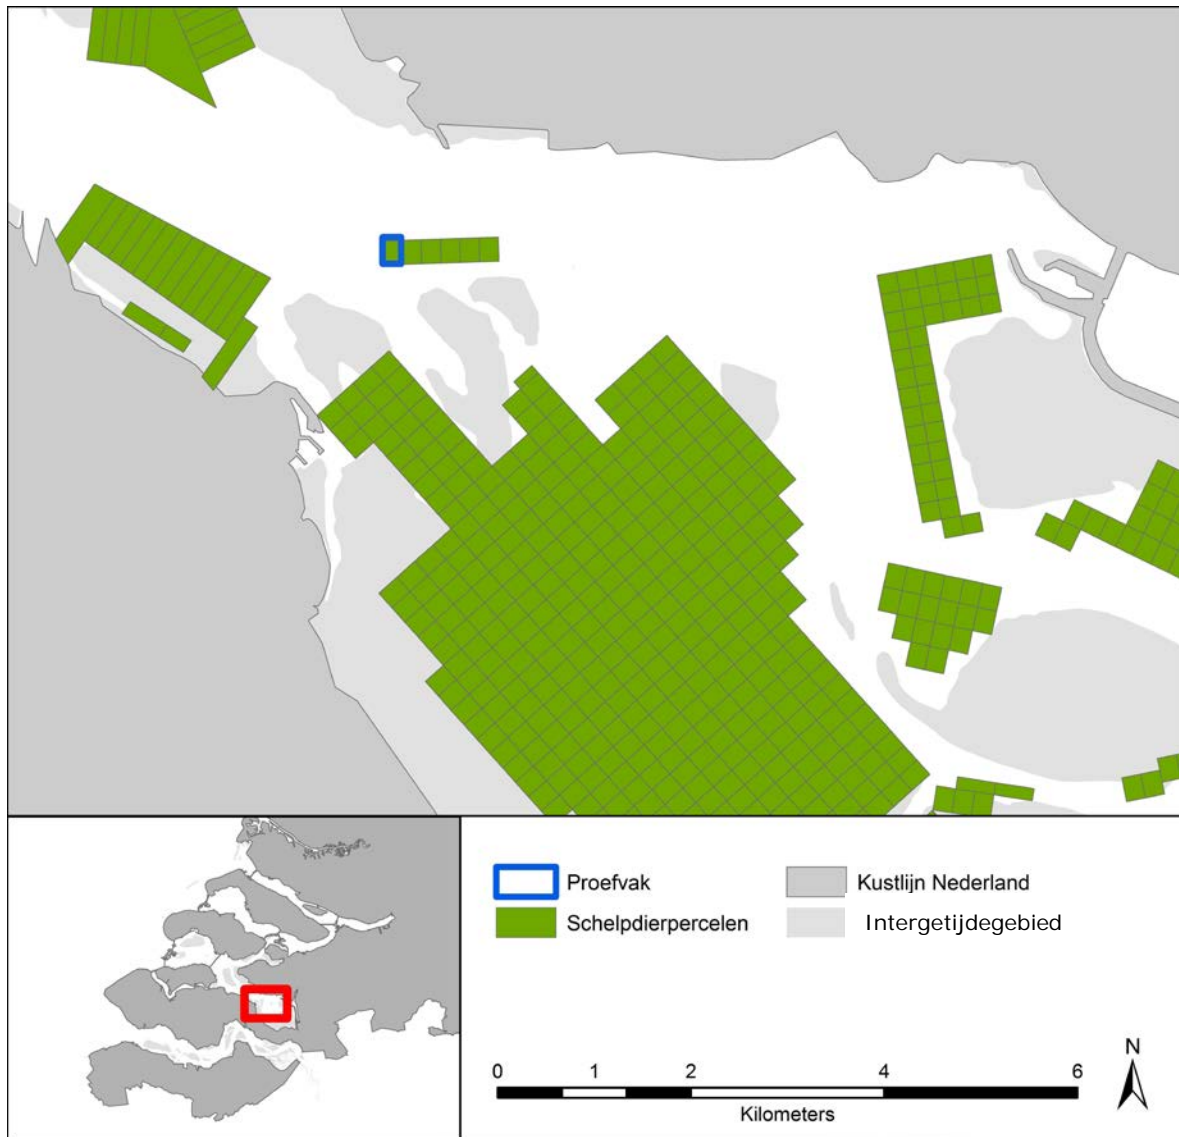 Proefvak
Kustlijn Nederland
Schelpdierpercelen
Intergetijdegebied
0 1 2 4 6
Kilometers
N